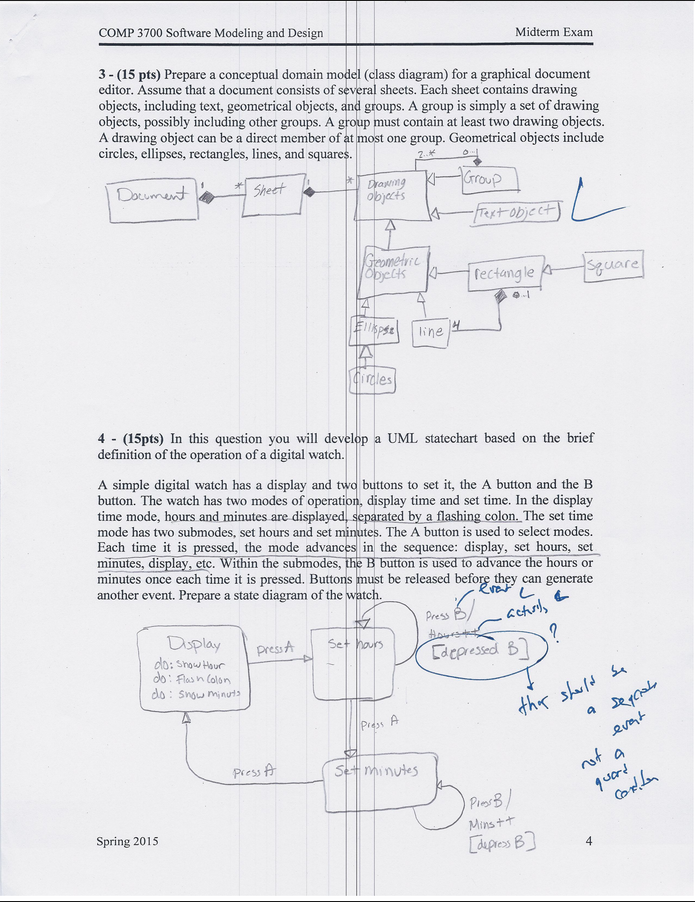 COMP 3700 Software Modeling and Design Midterm Exam
3 - (15 pts) Prepare a conceptual domain model (class diagram) for a graphical document
editor. Assume that a document consists of several sheets. Each sheet contains drawing
objects, including text, geometrical objects, and groups. A group is simply a set of drawing
objects, possibly including other groups. A group must contain at least two drawing objects.
A drawing object can be a direct member of at most one group. Geometrical objects include
circles, ellipses, rectangles, lines, and squares.
2..* 0..1
Document 1 * Sheet 1 * Drawing
objects
Group
Text object
Geometric
Objects
rectangle
Square
0-1
Ellipse
line 4
Circles
4 - (15pts) In this question you will develop a UML statechart based on the brief
definition of the operation of a digital watch.
A simple digital watch has a display and two buttons to set it, the A button and the B
button. The watch has two modes of operation, display time and set time. In the display
time mode, hours and minutes are displayed, separated by a flashing colon. The set time
mode has two submodes, set hours and set minutes. The A button is used to select modes.
Each time it is pressed, the mode advances in the sequence: display, set hours, set
minutes, display, etc. Within the submodes, the B button is used to advance the hours or
minutes once each time it is pressed. Buttons must be released before they can generate
another event. Prepare a state diagram of the watch.
event
Press B/
activity
Hours++
[depressed B]
?
Display
do: Show Hour
do: Flash Colon
do: Show minute
press A
Set hours
that should be
a separate
event
not a
guard
condition
press A
press A
Set minutes
Press B/
Mins++
[depress B]
Spring 2015 4